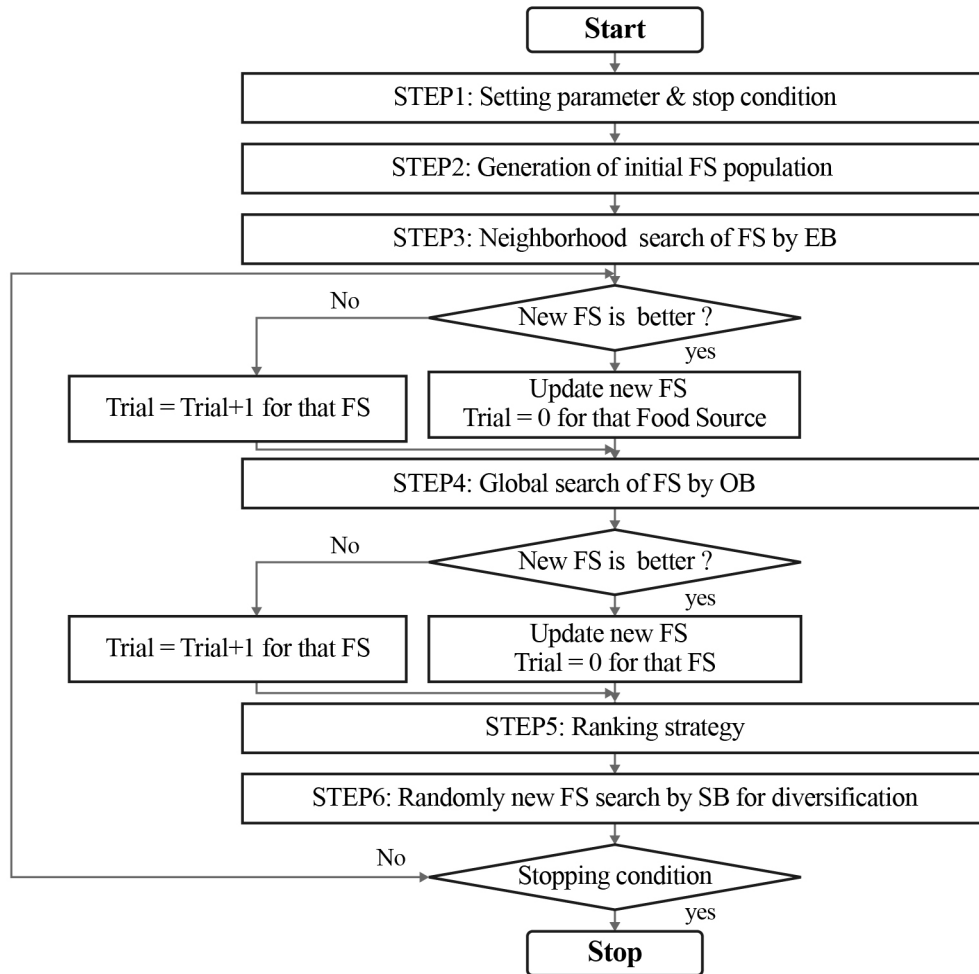 Start
STEP1: Setting parameter & stop condition
STEP2: Generation of initial FS population
STEP3: Neighborhood search of FS by EB
No
New FS is better ?
yes
Trial = Trial+1 for that FS
Update new FS
Trial = 0 for that Food Source
STEP4: Global search of FS by OB
No
New FS is better ?
yes
Trial = Trial+1 for that FS
Update new FS
Trial = 0 for that FS
STEP5: Ranking strategy
STEP6: Randomly new FS search by SB for diversification
No
Stopping condition
yes
Stop